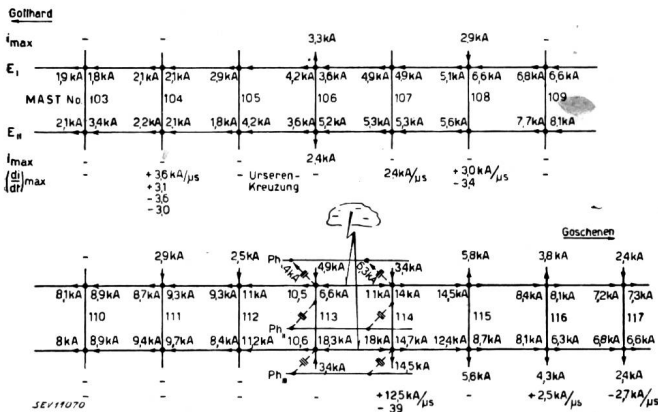 Gotthard
i max - - - 3,3kA - 2,9kA -
E I 1,9kA 1,8kA 2,1kA 2,1kA 2,9kA 4,2kA 3,6kA 4,9kA 4,9kA 5,1kA 6,6kA 6,8kA 6,6kA
MAST No. 103 104 105 106 107 108 109
E II 2,1kA 3,4kA 2,2kA 2,1kA 1,8kA 4,2kA 3,6kA 5,2kA 5,3kA 5,3kA 5,6kA 7,7kA 8,1kA
i max - - - 2,4kA - - -
(di/dt) max - + 3,6 kA/µs Urseren- - 2,4kA/µs + 3,0kA/µs -
+ 3,1 Kreuzung - 3,4
- 3,6
- 3,0
Goschenen
- 2,9kA 2,5kA Ph I 4,9kA 6,3kA 3,4kA 5,8kA 3,8kA 2,4kA
8,1kA 8,9kA 8,7kA 9,3kA 9,3kA 11kA 10,5 6,6kA 11kA 14kA 14,5kA 8,4kA 8,1kA 7,2kA 7,3kA
110 111 112 113 114 115 116 117
Ph II
8kA 8,9kA 9,4kA 9,7kA 8,4kA 11,2kA 10,6 18,3kA 18kA 14,7kA 12,4kA 8,7kA 8,1kA 6,3kA 6,8kA 6,6kA
- - - Ph III 3,4kA 14,5kA 5,6kA 4,3kA 2,4kA
- - - - + 12,5kA/µs - + 2,5kA/µs - 2,7kA/µs
- 39
SEV11070